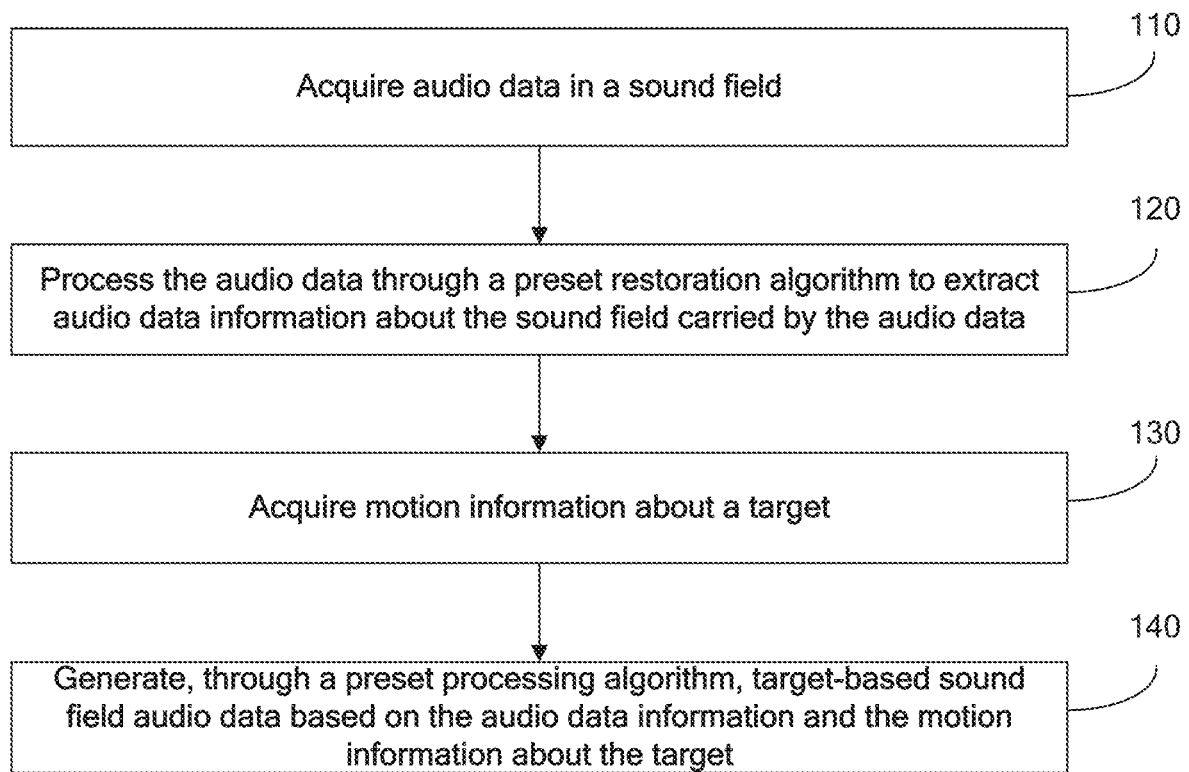 110
Acquire audio data in a sound field
120
Process the audio data through a preset restoration algorithm to extract
audio data information about the sound field carried by the audio data
130
Acquire motion information about a target
140
Generate, through a preset processing algorithm, target-based sound
field audio data based on the audio data information and the motion
information about the target